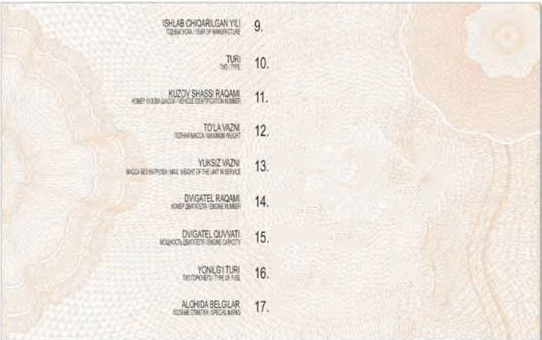 ISHLAB CHIQARILGAN YILI 9.
ГОД ВЫПУСКА / YEAR OF MANUFACTURE
TURI 10.
ТИП / TYPE
KUZOV SHASSI RAQAMI 11.
НОМЕР КУЗОВА ШАССИ / VEHICLE IDENTIFICATION NUMBER
TO'LA VAZNI 12.
ПОЛНАЯ МАССА / MAXIMUM WEIGHT
YUKSIZ VAZNI 13.
МАССА БЕЗ НАГРУЗКИ / MAX. WEIGHT OF THE UNIT IN SERVICE
DVIGATEL RAQAMI 14.
НОМЕР ДВИГАТЕЛЯ / ENGINE NUMBER
DVIGATEL QUVVATI 15.
МОЩНОСТЬ ДВИГАТЕЛЯ / ENGINE CAPACITY
YONILG'I TURI 16.
ТИП ГОРЮЧЕГО / TYPE OF FUEL
ALOHIDA BELGILAR 17.
ОСОБЫЕ ОТМЕТКИ / SPECIAL MARKS